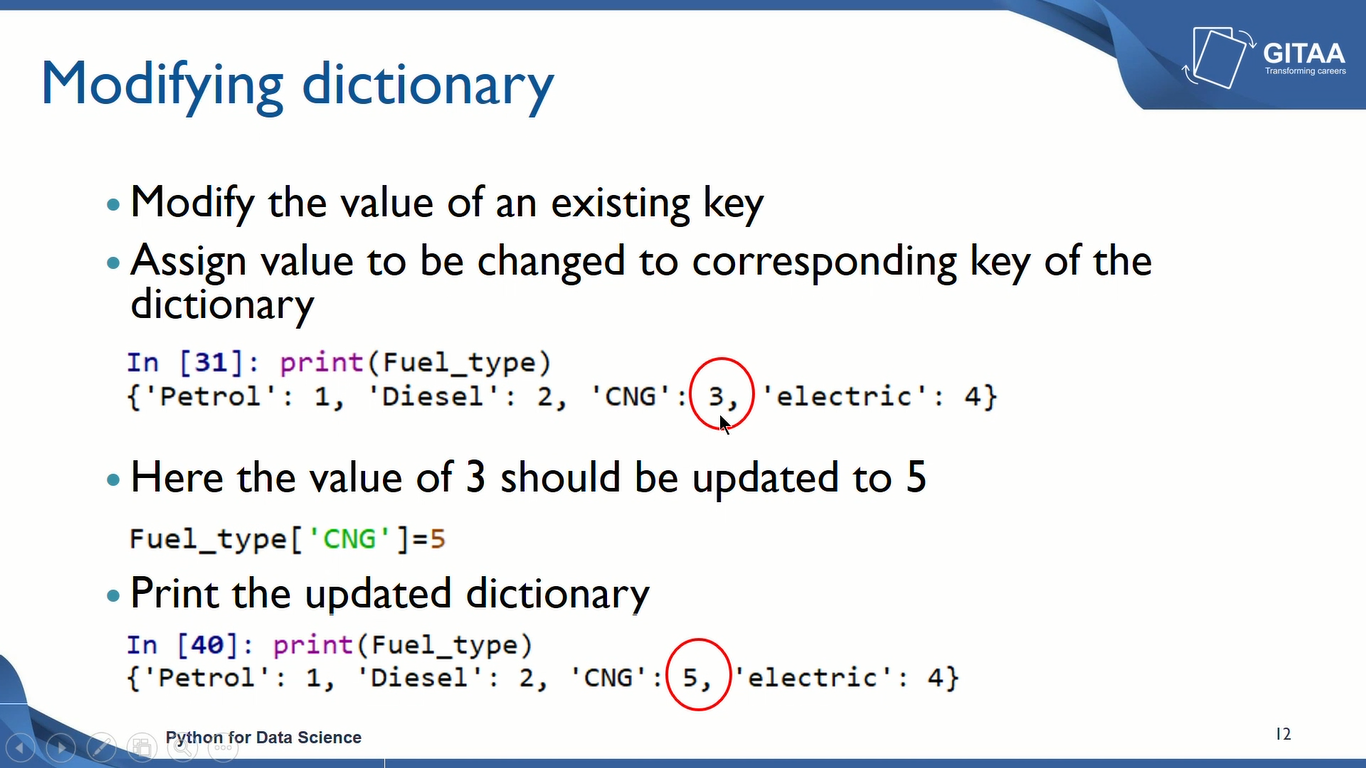 GITAA
Transforming careers
Modifying dictionary
• Modify the value of an existing key
• Assign value to be changed to corresponding key of the
dictionary
In [31]: print(Fuel_type)
{'Petrol': 1, 'Diesel': 2, 'CNG': 3, 'electric': 4}
• Here the value of 3 should be updated to 5
Fuel_type['CNG']=5
• Print the updated dictionary
In [40]: print(Fuel_type)
{'Petrol': 1, 'Diesel': 2, 'CNG': 5, 'electric': 4}
Python for Data Science
12